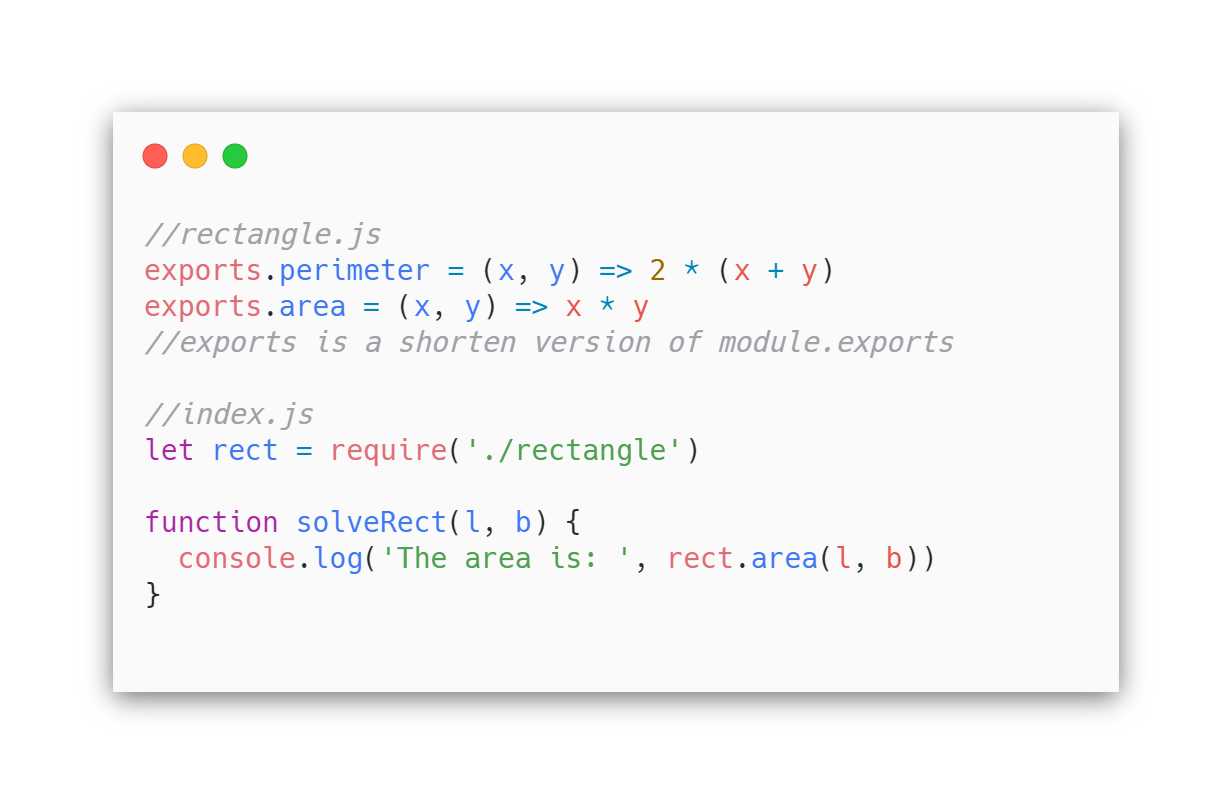 //rectangle.js
exports.perimeter = (x, y) => 2 * (x + y)
exports.area = (x, y) => x * y
//exports is a shorten version of module.exports

//index.js
let rect = require('./rectangle')

function solveRect(l, b) {
  console.log('The area is: ', rect.area(l, b))
}